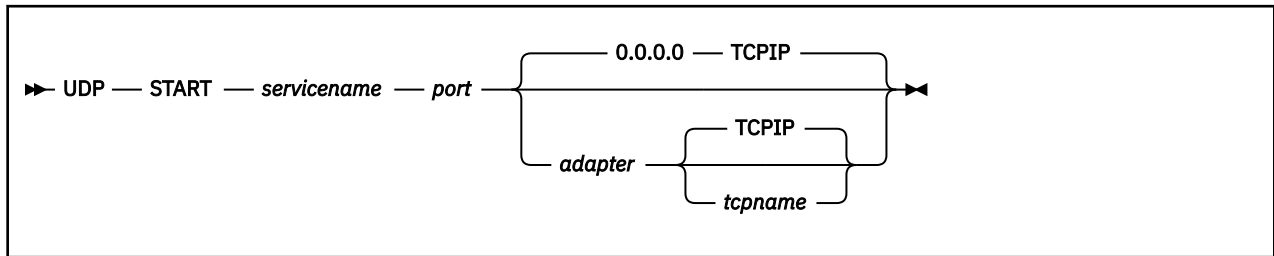 0.0.0.0 TCPIP
UDP START servicename port
TCPIP
adapter
tcpname